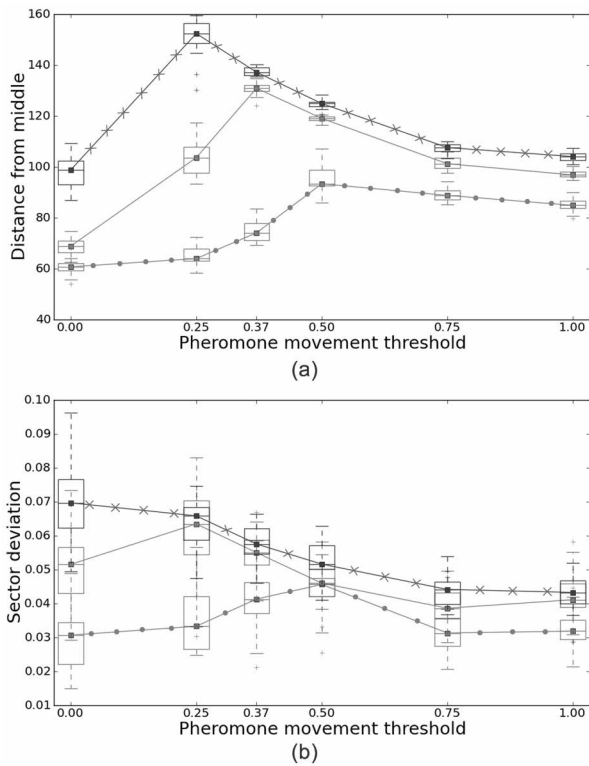 160
140
120
100
80
60
40
Distance from middle
0.00 0.25 0.37 0.50 0.75 1.00
Pheromone movement threshold
(a)
0.10
0.09
0.08
0.07
0.06
0.05
0.04
0.03
0.02
0.01
Sector deviation
0.00 0.25 0.37 0.50 0.75 1.00
Pheromone movement threshold
(b)